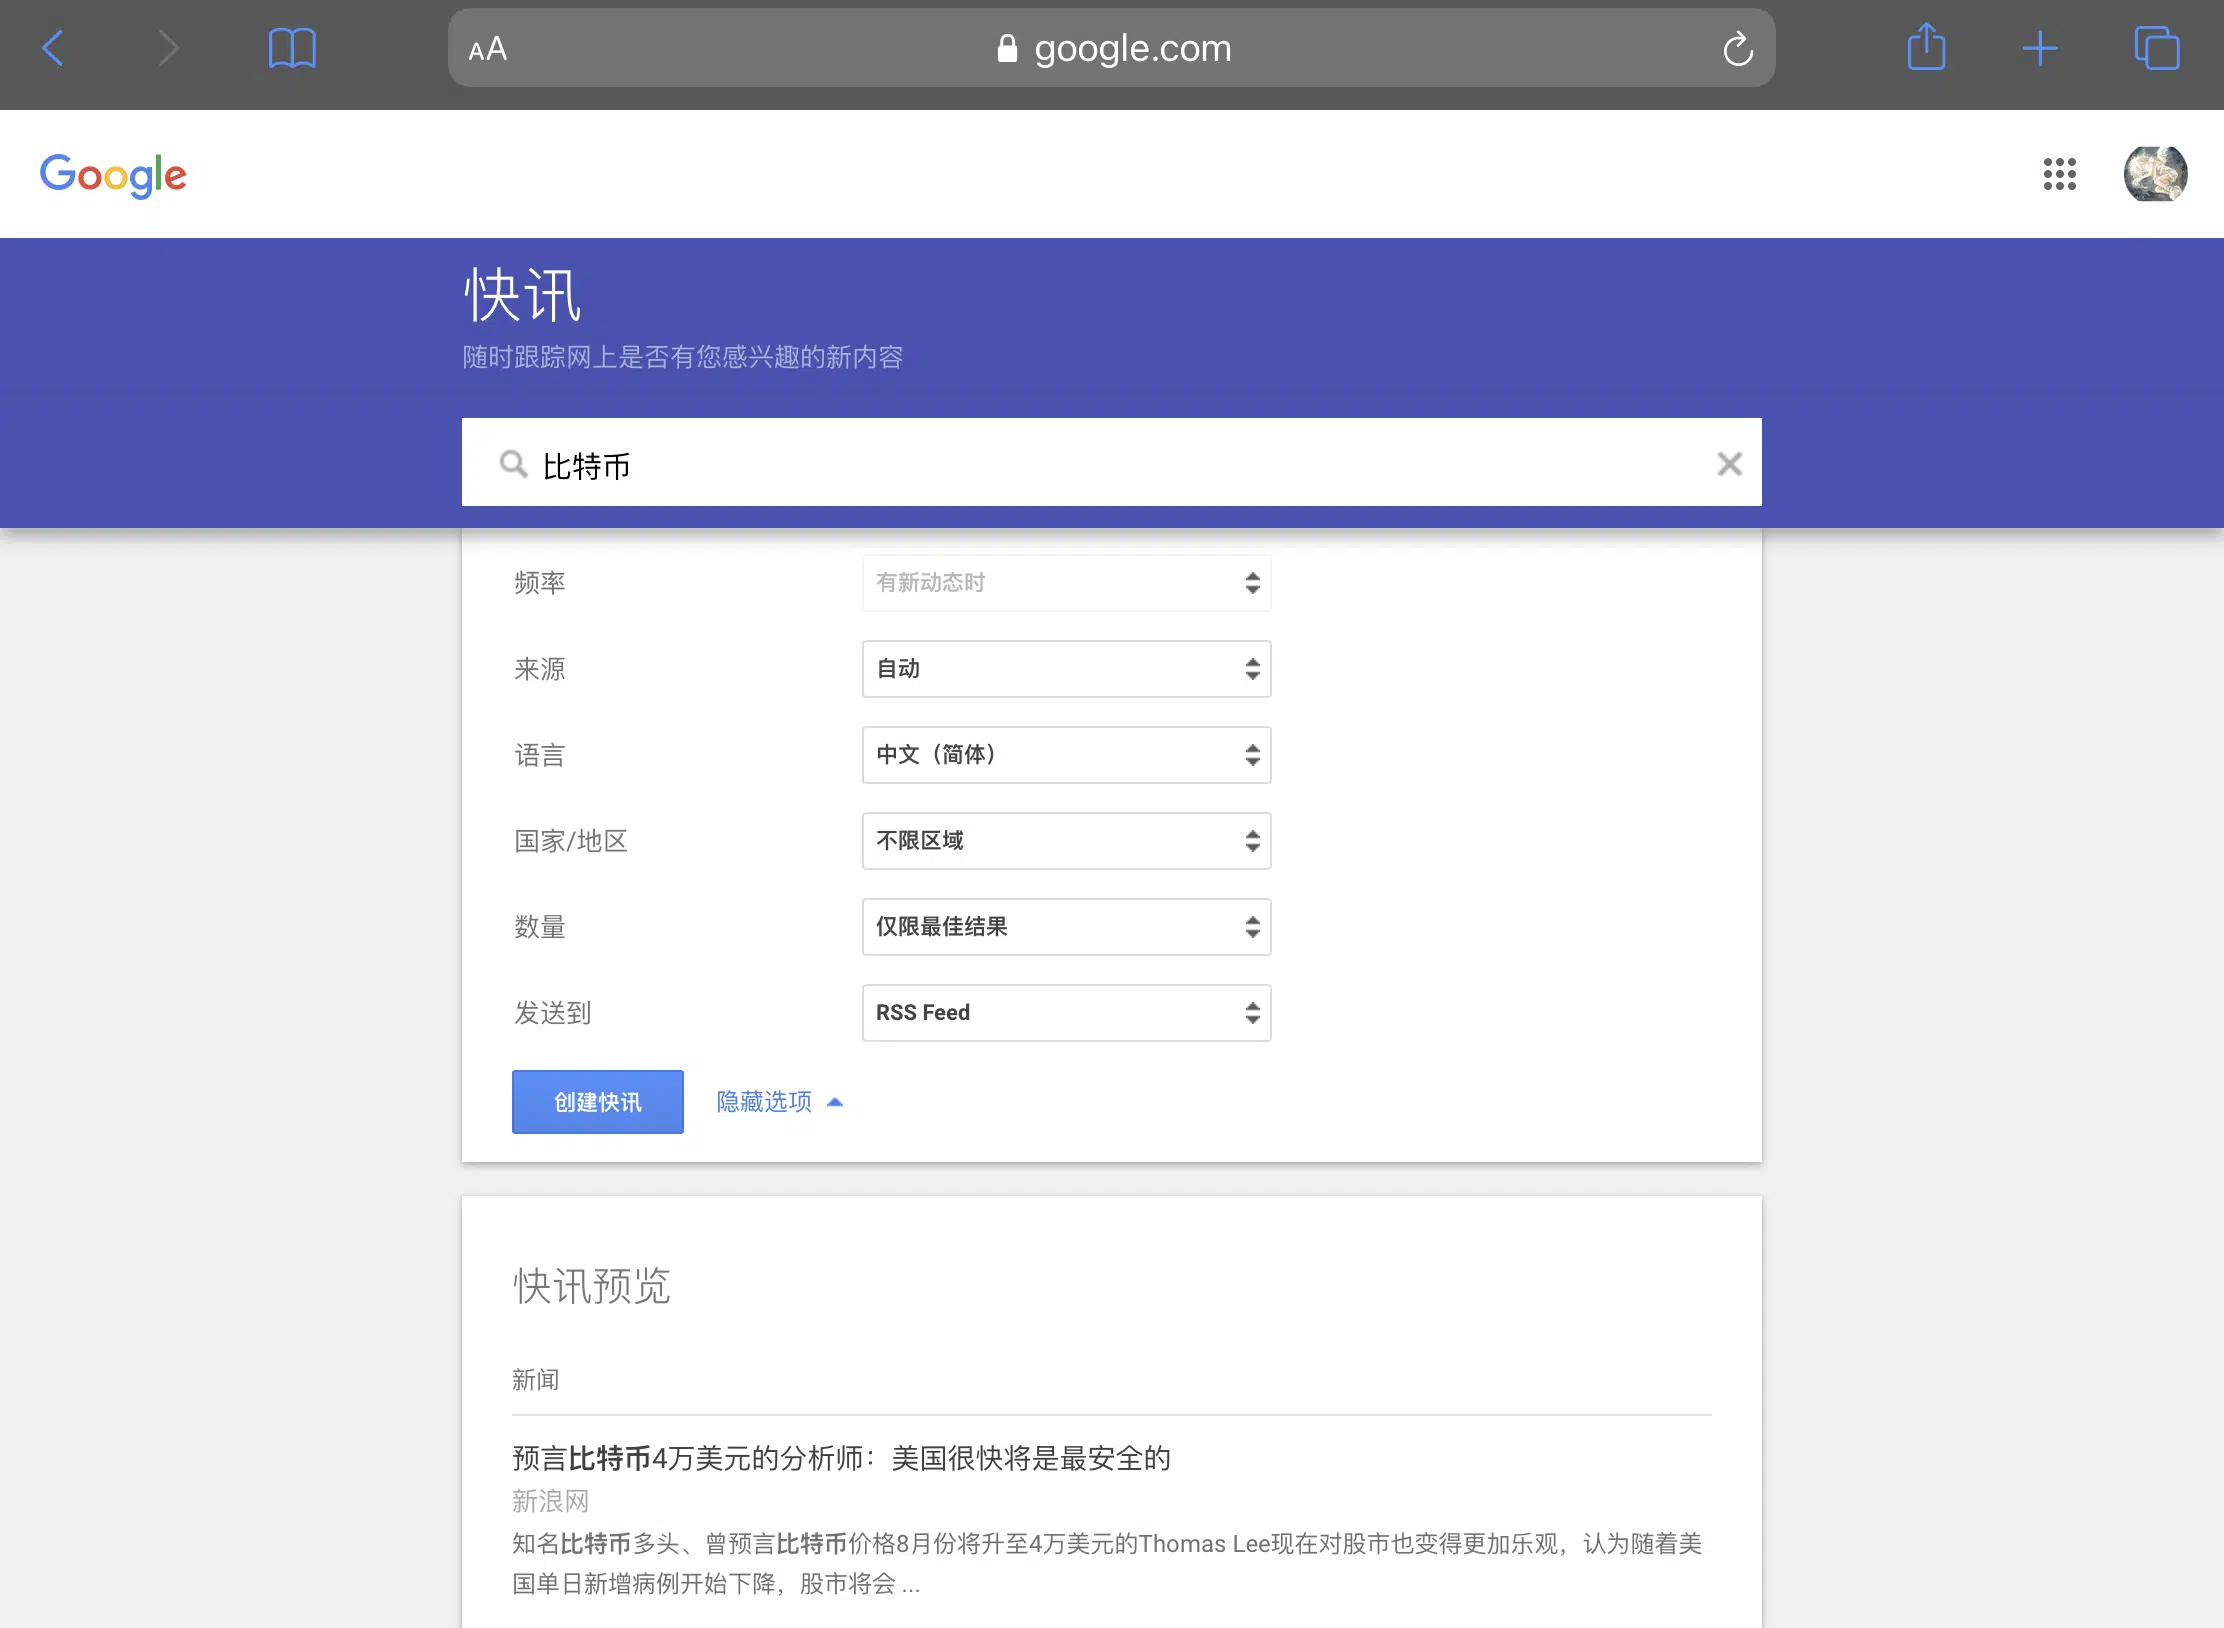 AA
google.com
Google
快讯
随时跟踪网上是否有您感兴趣的新内容
比特币
频率
有新动态时
来源
自动
语言
中文（简体）
国家/地区
不限区域
数量
仅限最佳结果
发送到
RSS Feed
创建快讯
隐藏选项
快讯预览
新闻
预言比特币4万美元的分析师：美国很快将是最安全的
新浪网
知名比特币多头、曾预言比特币价格8月份将升至4万美元的Thomas Lee现在对股市也变得更加乐观，认为随着美
国单日新增病例开始下降，股市将会 ...